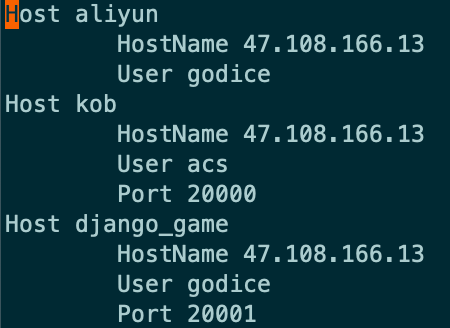 Host aliyun
        HostName 47.108.166.13
        User godice
Host kob
        HostName 47.108.166.13
        User acs
        Port 20000
Host django_game
        HostName 47.108.166.13
        User godice
        Port 20001